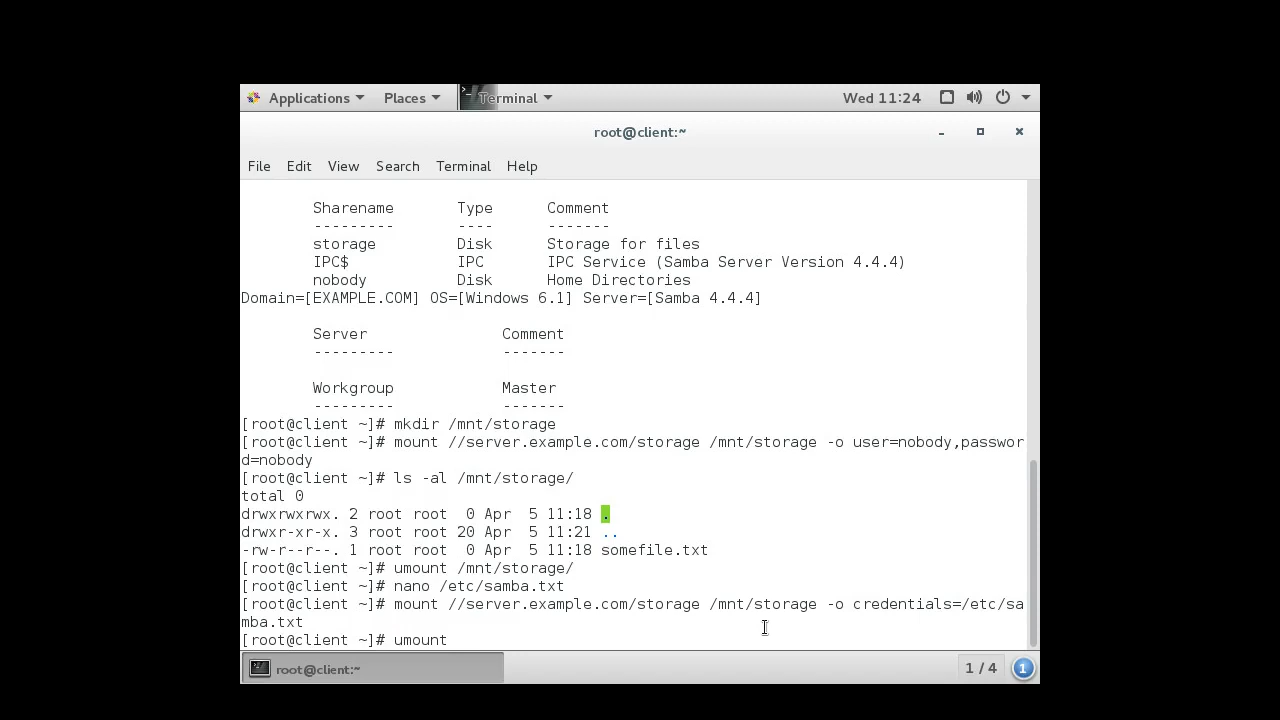 Applications Places Terminal Wed 11:24
root@client:~
File Edit View Search Terminal Help
Sharename Type Comment
--------- ---- -------
storage Disk Storage for files
IPC$ IPC IPC Service (Samba Server Version 4.4.4)
nobody Disk Home Directories
Domain=[EXAMPLE.COM] OS=[Windows 6.1] Server=[Samba 4.4.4]
Server Comment
--------- -------
Workgroup Master
--------- -------
[root@client ~]# mkdir /mnt/storage
[root@client ~]# mount //server.example.com/storage /mnt/storage -o user=nobody,passwor
d=nobody
[root@client ~]# ls -al /mnt/storage/
total 0
drwxrwxrwx. 2 root root 0 Apr 5 11:18 .
drwxr-xr-x. 3 root root 20 Apr 5 11:21 ..
-rw-r--r--. 1 root root 0 Apr 5 11:18 somefile.txt
[root@client ~]# umount /mnt/storage/
[root@client ~]# nano /etc/samba.txt
[root@client ~]# mount //server.example.com/storage /mnt/storage -o credentials=/etc/sa
mba.txt
[root@client ~]# umount
root@client:~ 1 / 4 1